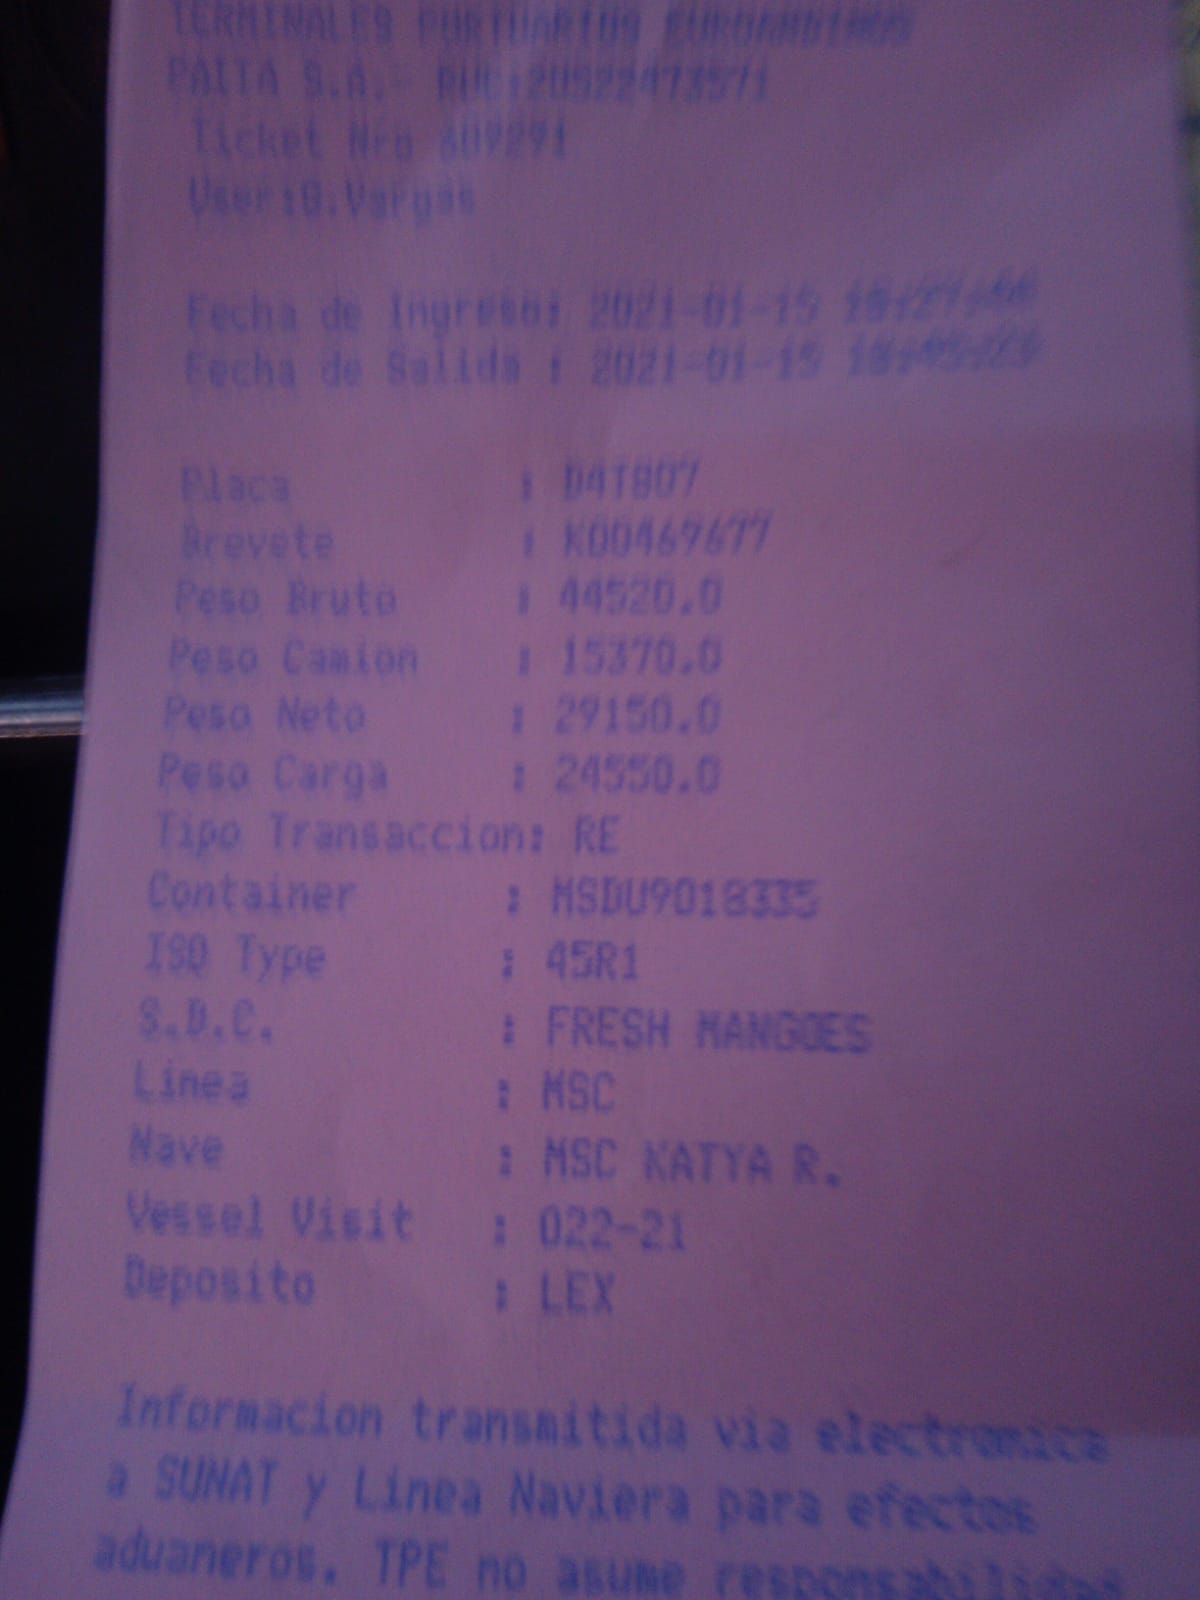 TERMINALES PORTUARIOS EUROANDINOS
PAITA S.A.- RUC:20522473571
Ticket Nro 609291
User:G.Vargas
Fecha de Ingreso: 2021-01-15
Fecha de Salida : 2021-01-15
Placa : D4T807
Brevete : K00469677
Peso Bruto : 44520.0
Peso Camion : 15370.0
Peso Neto : 29150.0
Peso Carga : 24550.0
Tipo Transaccion: RE
Container : MSDU9018335
ISO Type : 45R1
S.D.C. : FRESH MANGOES
Linea : MSC
Nave : MSC KATYA R.
Vessel Visit : 022-21
Deposito : LEX
Informacion transmitida via electronica
a SUNAT y Linea Naviera para efectos
aduaneros. TPE no asume responsabilidad